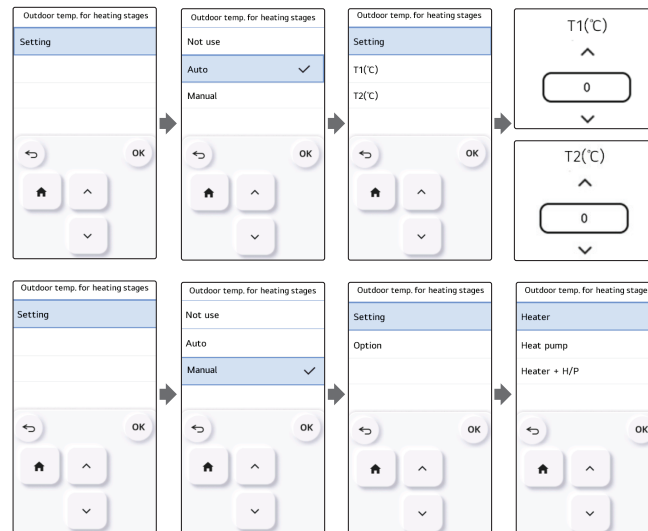 Outdoor temp. for heating stages
Setting
OK
Outdoor temp. for heating stages
Not use
Auto
Manual
OK
Outdoor temp. for heating stages
Setting
T1(℃)
T2(℃)
OK
T1(℃)
0
T2(℃)
0
Outdoor temp. for heating stages
Setting
OK
Outdoor temp. for heating stages
Not use
Auto
Manual
OK
Outdoor temp. for heating stages
Setting
Option
OK
Outdoor temp. for heating stage
Heater
Heat pump
Heater + H/P
OK